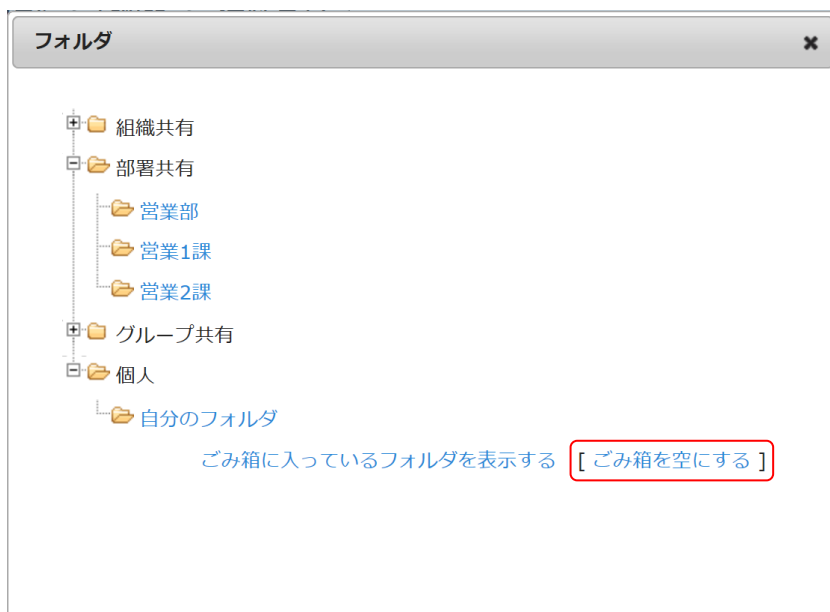 フォルダ
組織共有
部署共有
営業部
営業1課
営業2課
グループ共有
個人
自分のフォルダ
ごみ箱に入っているフォルダを表示する [ ごみ箱を空にする ]